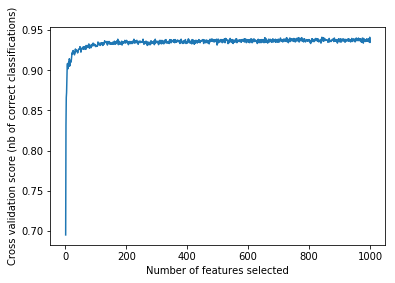 Cross validation score (nb of correct classifications)
0.95
0.90
0.85
0.80
0.75
0.70
0 200 400 600 800 1000
Number of features selected